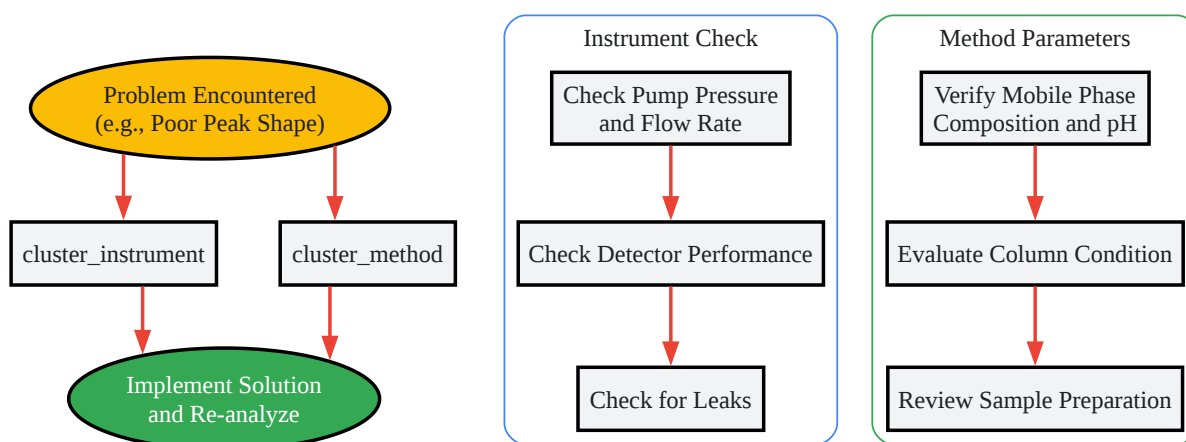 Problem Encountered
(e.g., Poor Peak Shape)
cluster_instrument
cluster_method
Implement Solution
and Re-analyze
Instrument Check
Check Pump Pressure
and Flow Rate
Check Detector Performance
Check for Leaks
Method Parameters
Verify Mobile Phase
Composition and pH
Evaluate Column Condition
Review Sample Preparation